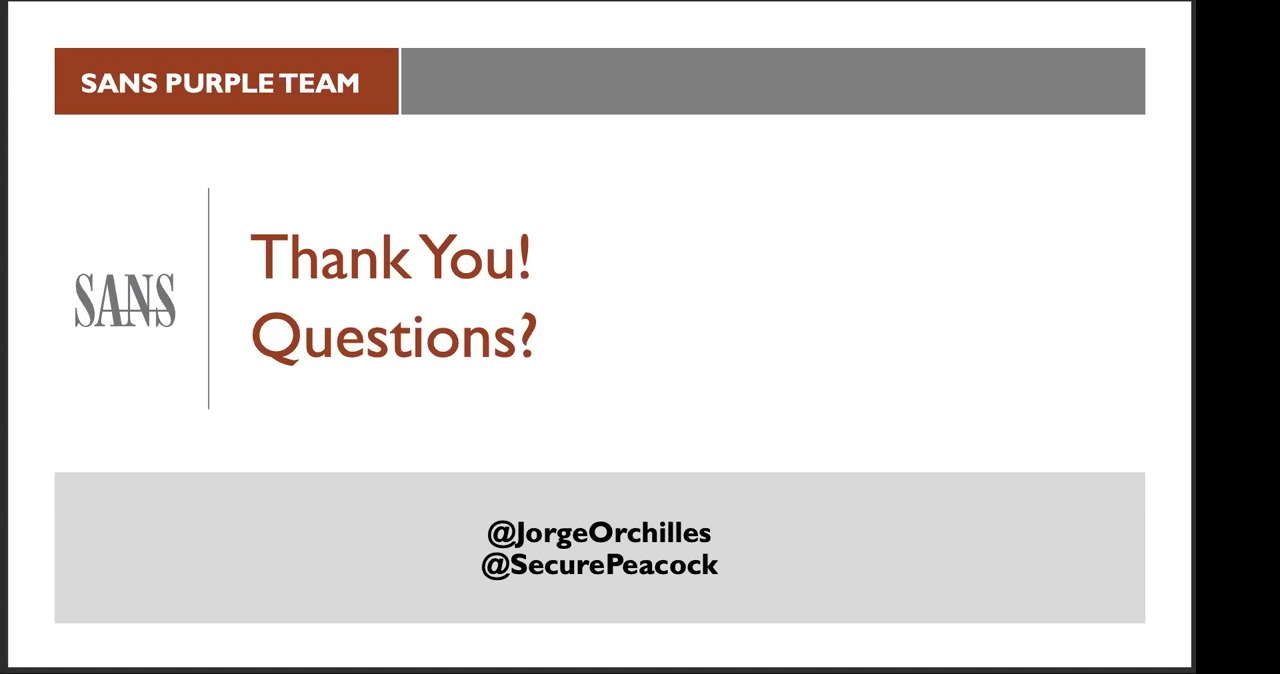 SANS PURPLE TEAM
SANS
Thank You!
Questions?
@JorgeOrchilles
@SecurePeacock